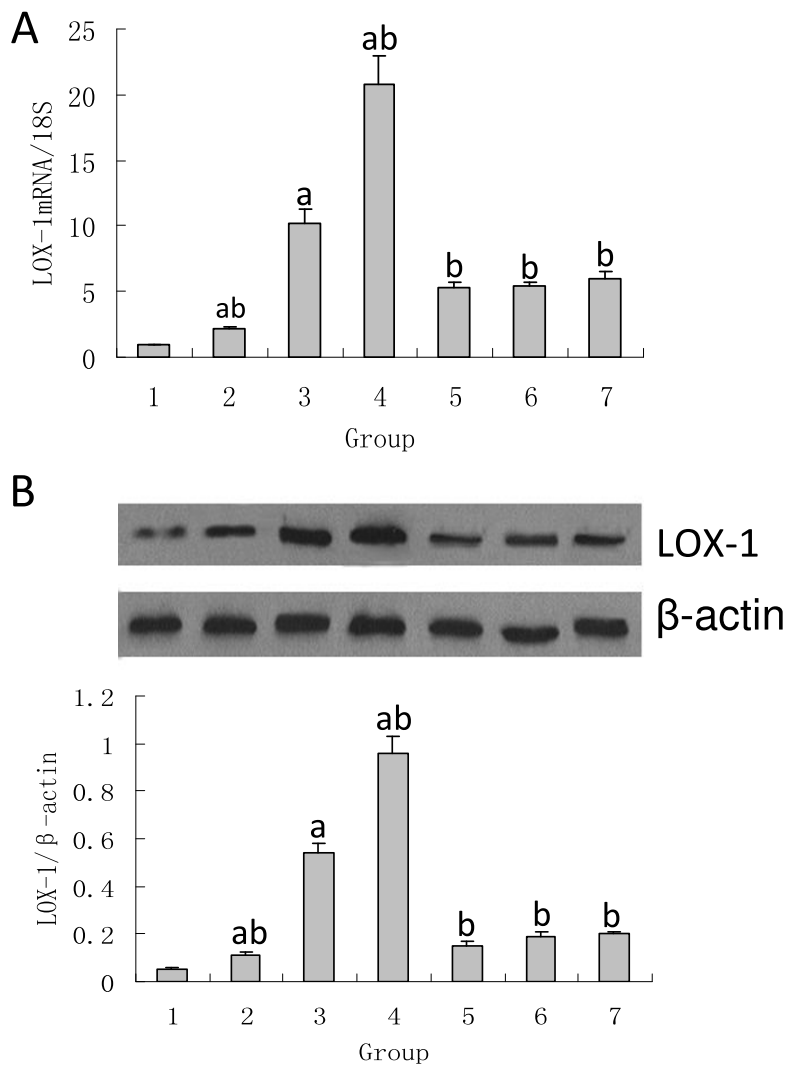 A
25
20
15
10
5
0
LOX-1mRNA/18S
ab
a
ab
b
b
b
1 2 3 4 5 6 7
Group
B
LOX-1
β-actin
1.2
1
0.8
0.6
0.4
0.2
0
LOX-1/β-actin
ab
a
ab
b
b
b
1 2 3 4 5 6 7
Group